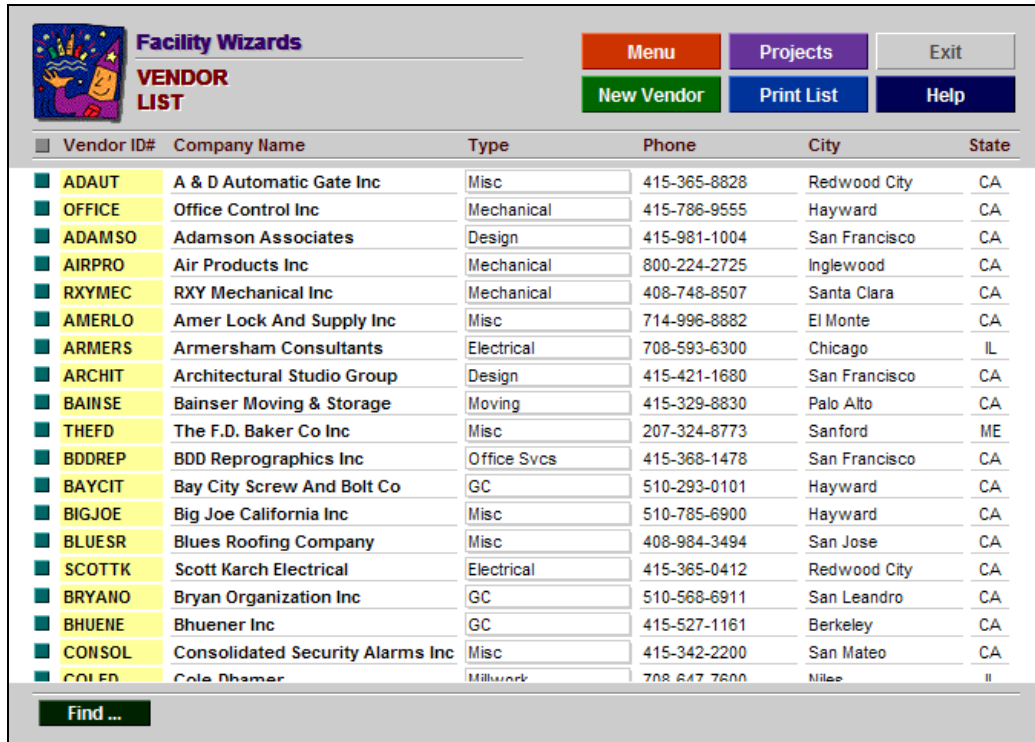 Facility Wizards
VENDOR
LIST
Menu Projects Exit
New Vendor Print List Help
Vendor ID# Company Name Type Phone City State
ADAUT A & D Automatic Gate Inc Misc 415-365-8828 Redwood City CA
OFFICE Office Control Inc Mechanical 415-786-9555 Hayward CA
ADAMSO Adamson Associates Design 415-981-1004 San Francisco CA
AIRPRO Air Products Inc Mechanical 800-224-2725 Inglewood CA
RXYMEC RXY Mechanical Inc Mechanical 408-748-8507 Santa Clara CA
AMERLO Amer Lock And Supply Inc Misc 714-996-8882 El Monte CA
ARMERS Armersham Consultants Electrical 708-593-6300 Chicago IL
ARCHIT Architectural Studio Group Design 415-421-1680 San Francisco CA
BAINSE Bainser Moving & Storage Moving 415-329-8830 Palo Alto CA
THEFD The F.D. Baker Co Inc Misc 207-324-8773 Sanford ME
BDDREP BDD Reprographics Inc Office Svcs 415-368-1478 San Francisco CA
BAYCIT Bay City Screw And Bolt Co GC 510-293-0101 Hayward CA
BIGJOE Big Joe California Inc Misc 510-785-6900 Hayward CA
BLUESR Blues Roofing Company Misc 408-984-3494 San Jose CA
SCOTTK Scott Karch Electrical Electrical 415-365-0412 Redwood City CA
BRYANO Bryan Organization Inc GC 510-568-6911 San Leandro CA
BHUENE Bhuener Inc GC 415-527-1161 Berkeley CA
CONSOL Consolidated Security Alarms Inc Misc 415-342-2200 San Mateo CA
Cole Dhamer Millwork 708-647-7600 Niles IL
Find ...